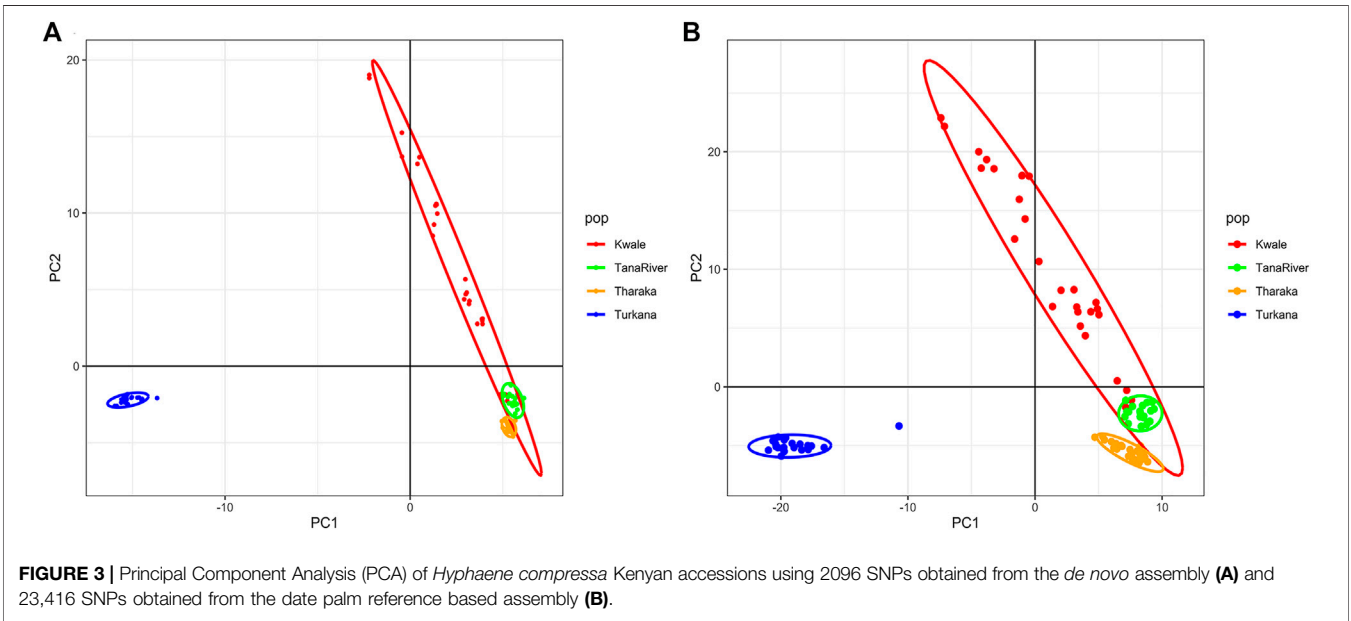 A
20
10
0
PC2
-10
0
PC1
pop
Kwale
TanaRiver
Tharaka
Turkana
B
20
10
0
PC2
-20
-10
0
10
PC1
pop
Kwale
TanaRiver
Tharaka
Turkana
FIGURE 3 | Principal Component Analysis (PCA) of Hyphaene compressa Kenyan accessions using 2096 SNPs obtained from the de novo assembly (A) and
23,416 SNPs obtained from the date palm reference based assembly (B).